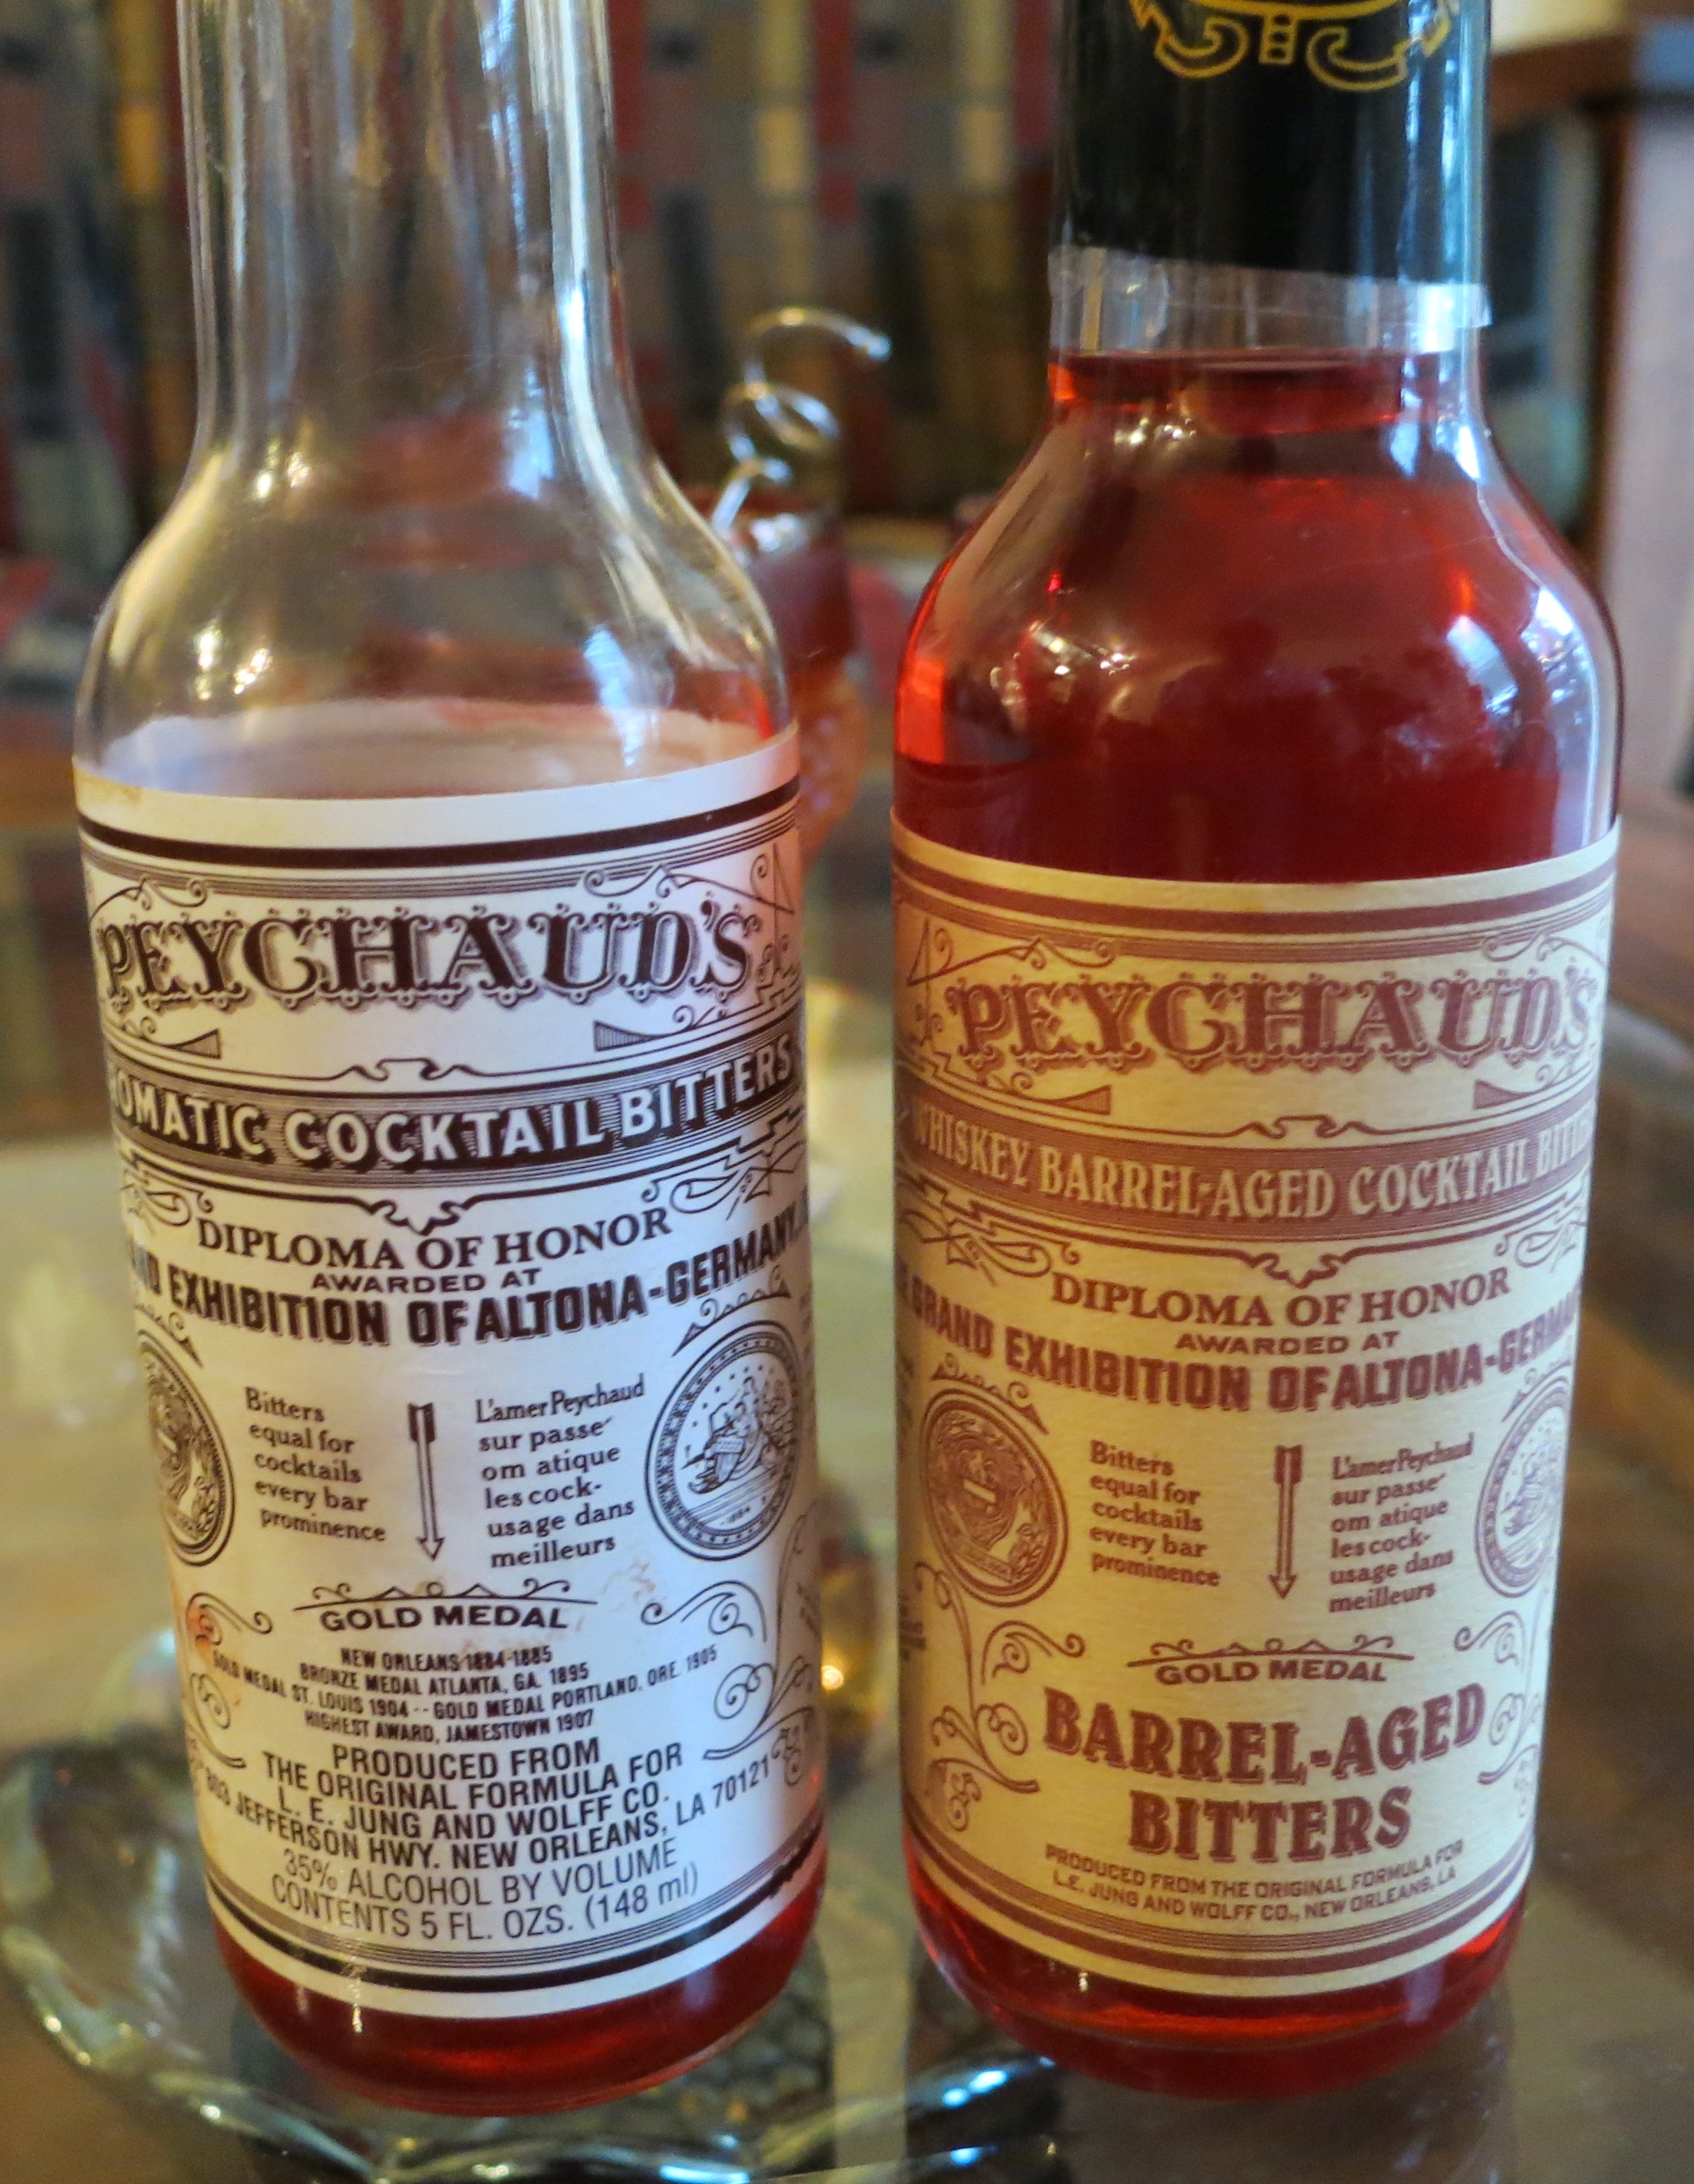 PEYCHAUD'S
COCKTAIL BITTERS
DIPLOMA OF HONOR
AWARDED AT
EXHIBITION OF ALTONA-GERMANY
Bitters
equal for
cocktails
every bar
prominence
L'amer Peychaud
sur passe
om atique
les cock-
usage dans
meilleurs
GOLD MEDAL
NEW ORLEANS 1884-1885
BRONZE MEDAL ATLANTA, GA. 1895
GOLD MEDAL ST. LOUIS 1904 -- GOLD MEDAL PORTLAND, ORE. 1905
HIGHEST AWARD, JAMESTOWN 1907
PRODUCED FROM
THE ORIGINAL FORMULA FOR
L. E. JUNG AND WOLFF CO.
803 JEFFERSON HWY. NEW ORLEANS, LA 70121
35% ALCOHOL BY VOLUME
CONTENTS 5 FL. OZS. (148 ml)
PEYCHAUD'S
WHISKEY BARREL-AGED COCKTAIL
DIPLOMA OF HONOR
AWARDED AT
GRAND EXHIBITION OF ALTONA-
Bitters
equal for
cocktails
every bar
prominence
L'amer Peychaud
sur passe
om atique
les cock-
usage dans
meilleurs
GOLD MEDAL
BARREL-AGED
BITTERS
PRODUCED FROM THE ORIGINAL FORMULA FOR
L.E. JUNG AND WOLFF CO., NEW ORLEANS, LA